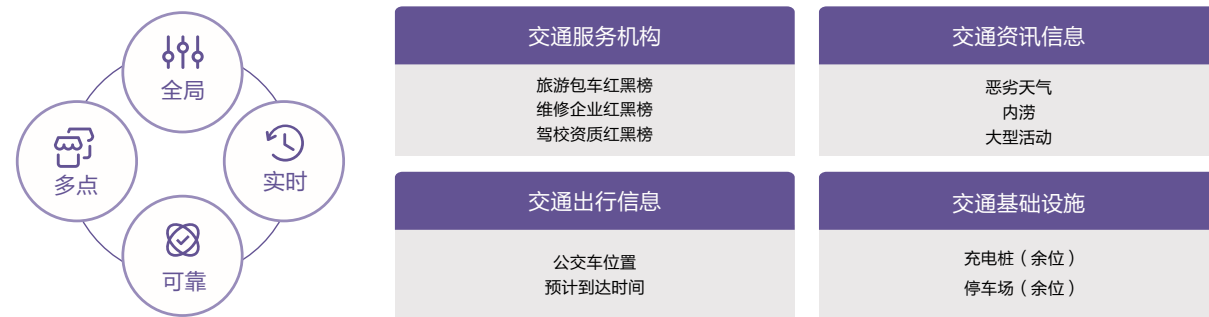 全局
多点
实时
可靠
交通服务机构
旅游包车红黑榜
维修企业红黑榜
驾校资质红黑榜
交通资讯信息
恶劣天气
内涝
大型活动
交通出行信息
公交车位置
预计到达时间
交通基础设施
充电桩（余位）
停车场（余位）